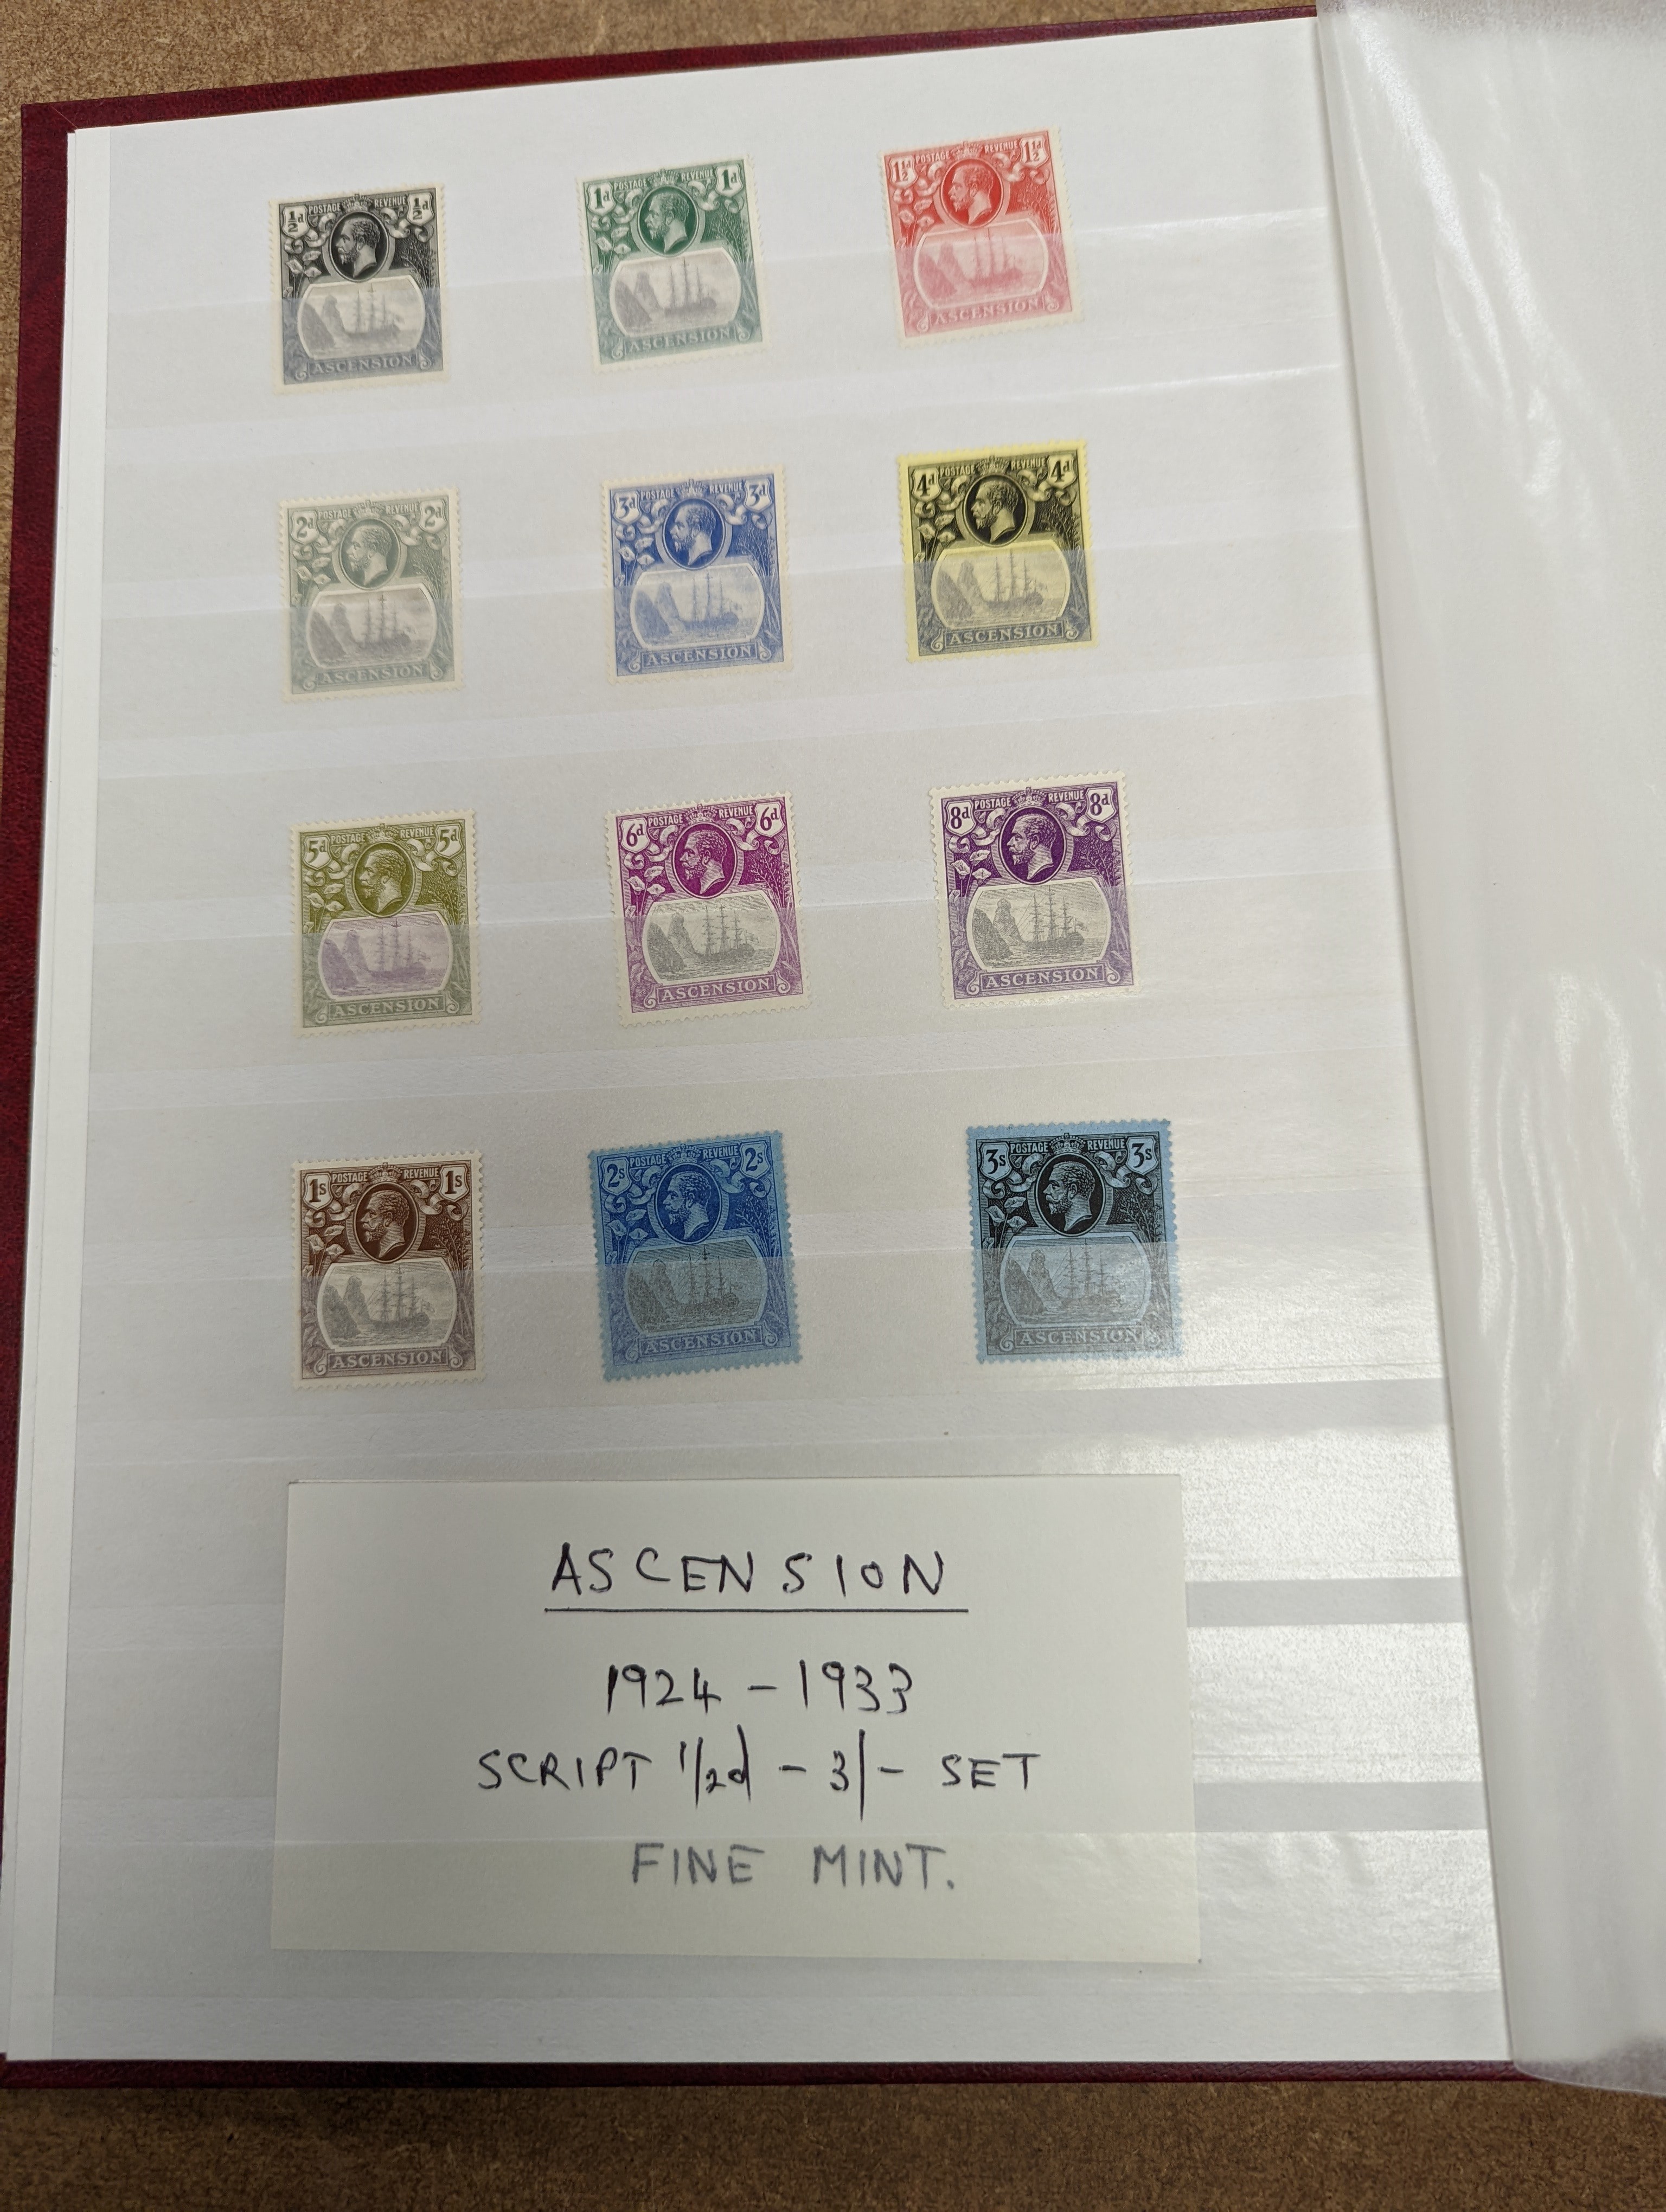 ½d POSTAGE REVENUE ½d
ASCENSION
1d POSTAGE REVENUE 1d
ASCENSION
1½d POSTAGE REVENUE 1½d
ASCENSION
2d POSTAGE REVENUE 2d
ASCENSION
3d POSTAGE REVENUE 3d
ASCENSION
4d POSTAGE REVENUE 4d
ASCENSION
5d POSTAGE REVENUE 5d
ASCENSION
6d POSTAGE REVENUE 6d
ASCENSION
8d POSTAGE REVENUE 8d
ASCENSION
1s POSTAGE REVENUE 1s
ASCENSION
2s POSTAGE REVENUE 2s
ASCENSION
3s POSTAGE REVENUE 3s
ASCENSION
ASCENSION
1924 - 1933
SCRIPT 1/2d - 3/- SET
FINE MINT.